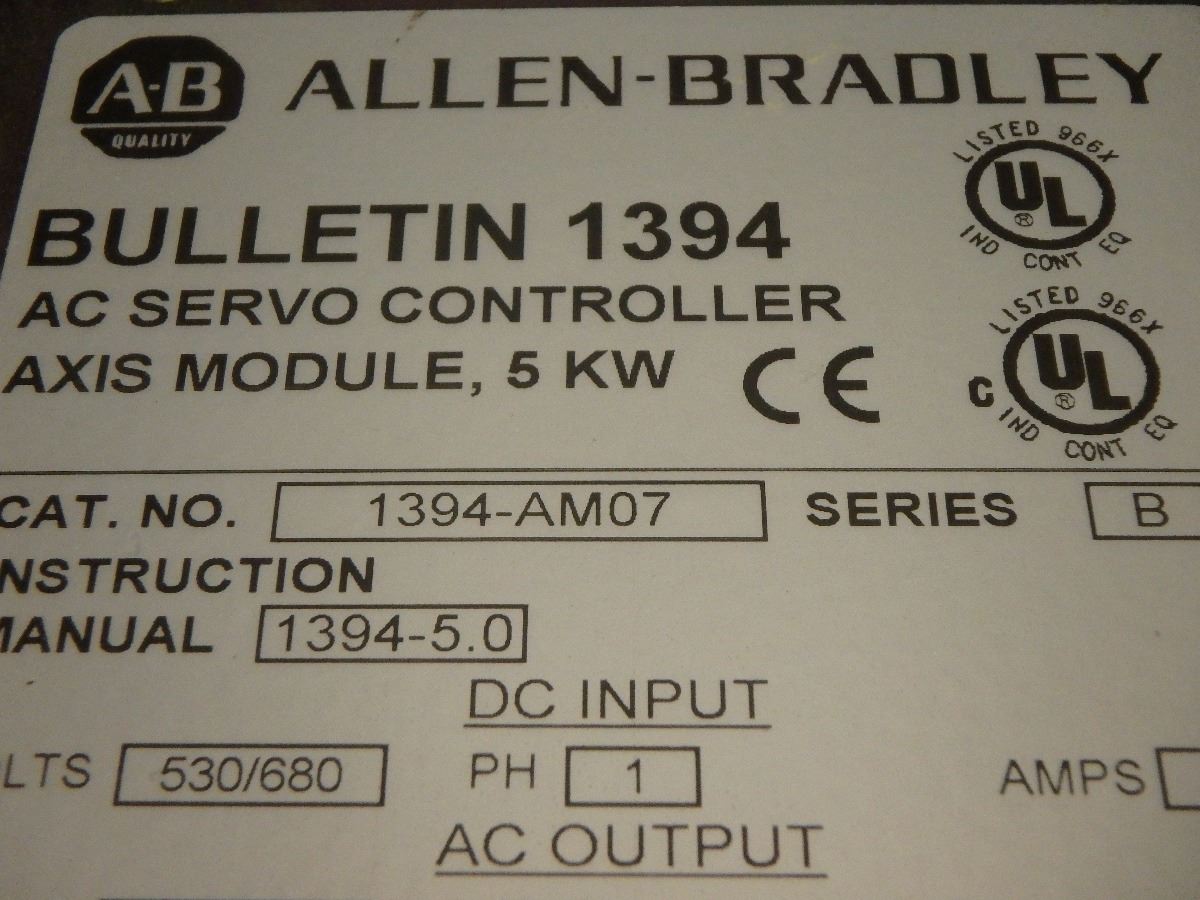 A-B
QUALITY
ALLEN-BRADLEY
LISTED 966X
UL
®
IND CONT EQ
BULLETIN 1394
AC SERVO CONTROLLER
AXIS MODULE, 5 KW
CE
LISTED 966X
C UL
®
IND CONT EQ
CAT. NO. 1394-AM07 SERIES B
NSTRUCTION
MANUAL 1394-5.0
DC INPUT
LTS 530/680 PH 1 AMPS
AC OUTPUT